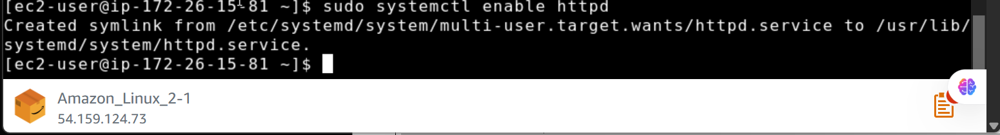 [ec2-user@ip-172-26-15-81 ~]$ sudo systemctl enable httpd
Created symlink from /etc/systemd/system/multi-user.target.wants/httpd.service to /usr/lib/
systemd/system/httpd.service.
[ec2-user@ip-172-26-15-81 ~]$
Amazon_Linux_2-1
54.159.124.73